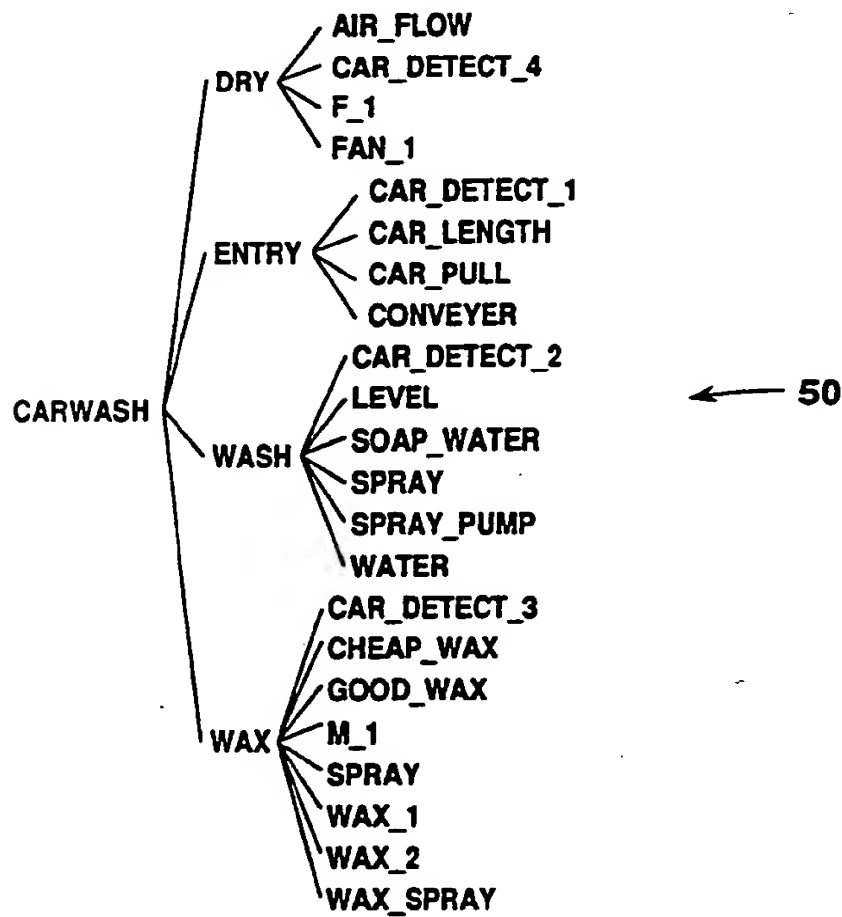 AIR_FLOW
DRY
CAR_DETECT_4
F_1
FAN_1
CAR_DETECT_1
ENTRY
CAR_LENGTH
CAR_PULL
CONVEYER
CAR_DETECT_2
CARWASH
LEVEL
50
WASH
SOAP_WATER
SPRAY
SPRAY_PUMP
WATER
CAR_DETECT_3
CHEAP_WAX
GOOD_WAX
WAX
M_1
SPRAY
WAX_1
WAX_2
WAX_SPRAY